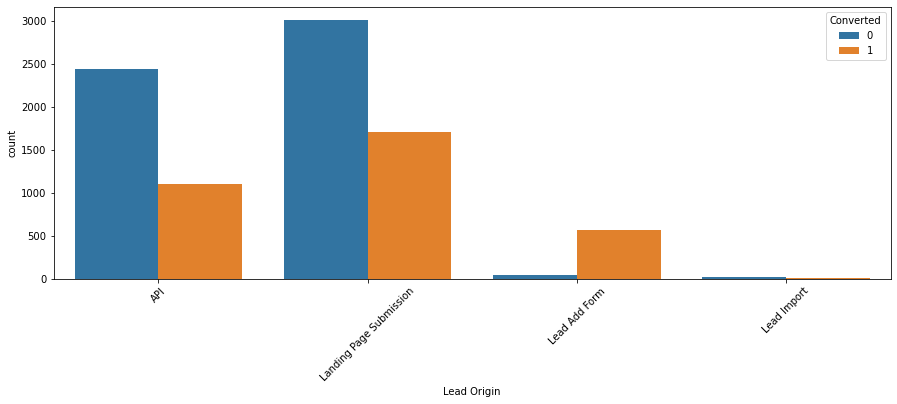 3000
2500
2000
1500
1000
500
0
count
Converted
0
1
API
Landing Page Submission
Lead Add Form
Lead Import
Lead Origin